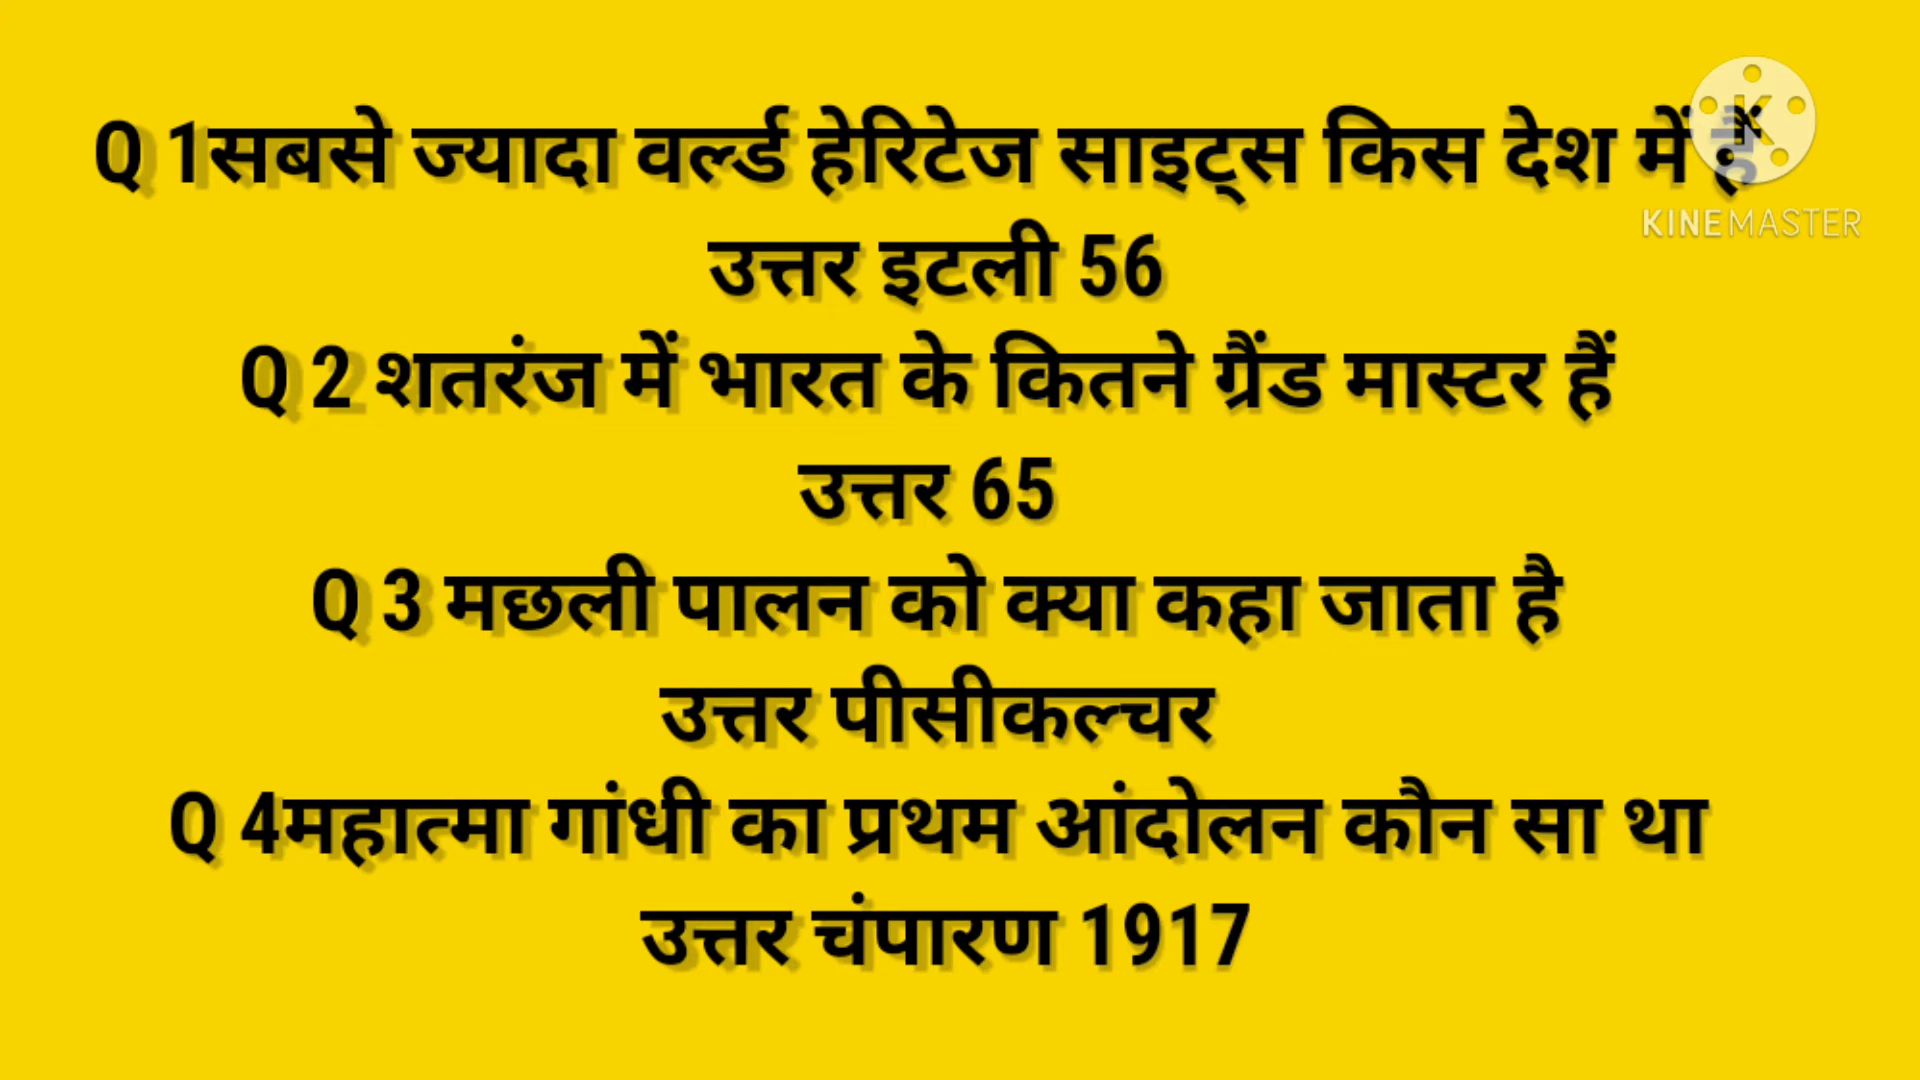 Q 1सबसे ज्यादा वर्ल्ड हेरिटेज साइट्स किस देश में हैं
KINEMASTER
उत्तर इटली 56
Q 2 शतरंज में भारत के कितने ग्रैंड मास्टर हैं
उत्तर 65
Q 3 मछली पालन को क्या कहा जाता है
उत्तर पीसीकल्चर
Q 4महात्मा गांधी का प्रथम आंदोलन कौन सा था
उत्तर चंपारण 1917